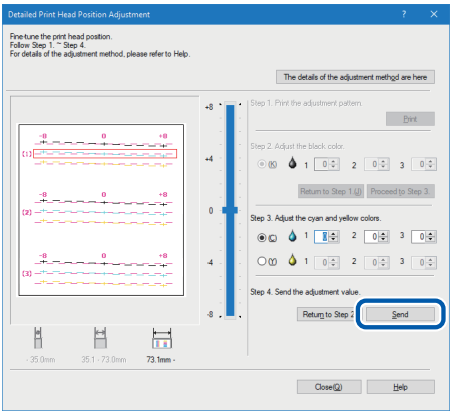 Detailed Print Head Position Adjustment ? ×
Fine-tune the print head position.
Follow Step 1. ~ Step 4.
For details of the adjustment method, please refer to Help.
The details of the adjustment method are here
+8
Step 1. Print the adjustment pattern.
Print
-8 0 +8
[1]
Step 2. Adjust the black color.
+4
(K) 1 0 2 0 3 0
Return to Step 1.(J) Proceed to Step 3.
-8 0 +8
[2]
0
Step 3. Adjust the cyan and yellow colors.
(C) 1 0 2 0 3 0
-8 0 +8
[3]
-4
(Y) 1 0 2 0 3 0
Step 4. Send the adjustment value.
-8
Return to Step 2 Send
- 35.0mm 35.1 - 73.0mm 73.1mm -
Close(Q) Help